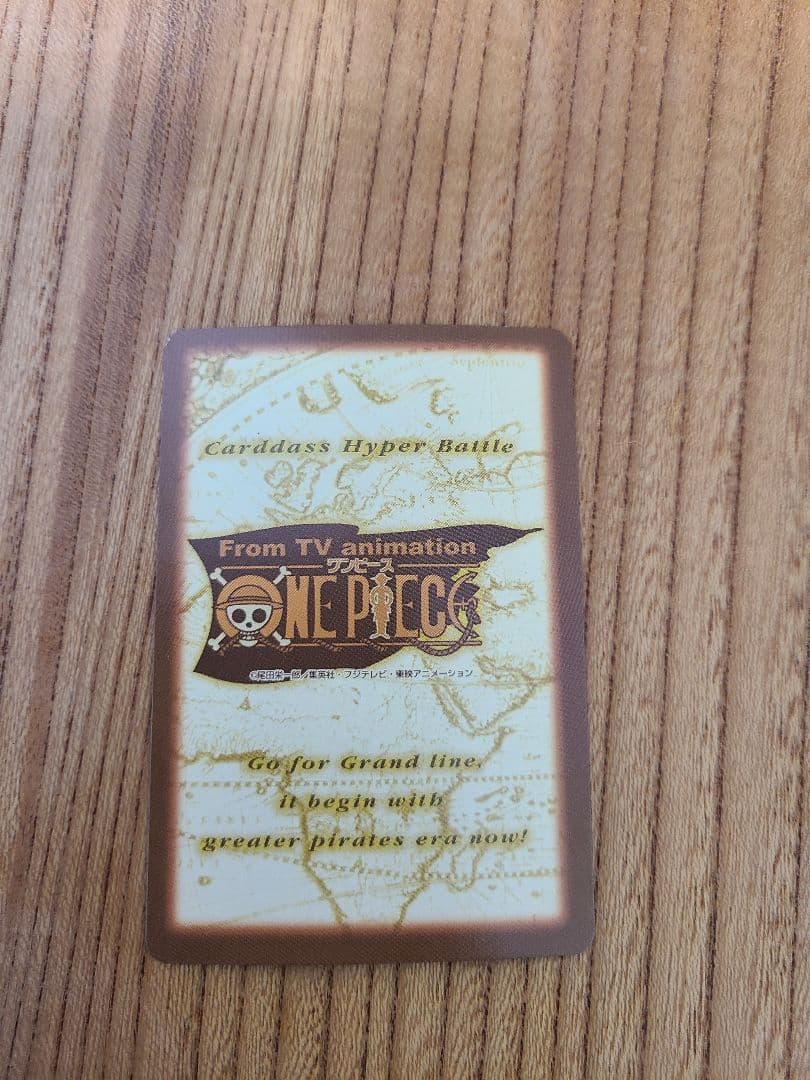 Septentrio
Carddass Hyper Battle
From TV animation
ワンピース
ONE PIECE
©尾田栄一郎／集英社・フジテレビ・東映アニメーション
Go for Grand line,
it begin with
greater pirates era now!